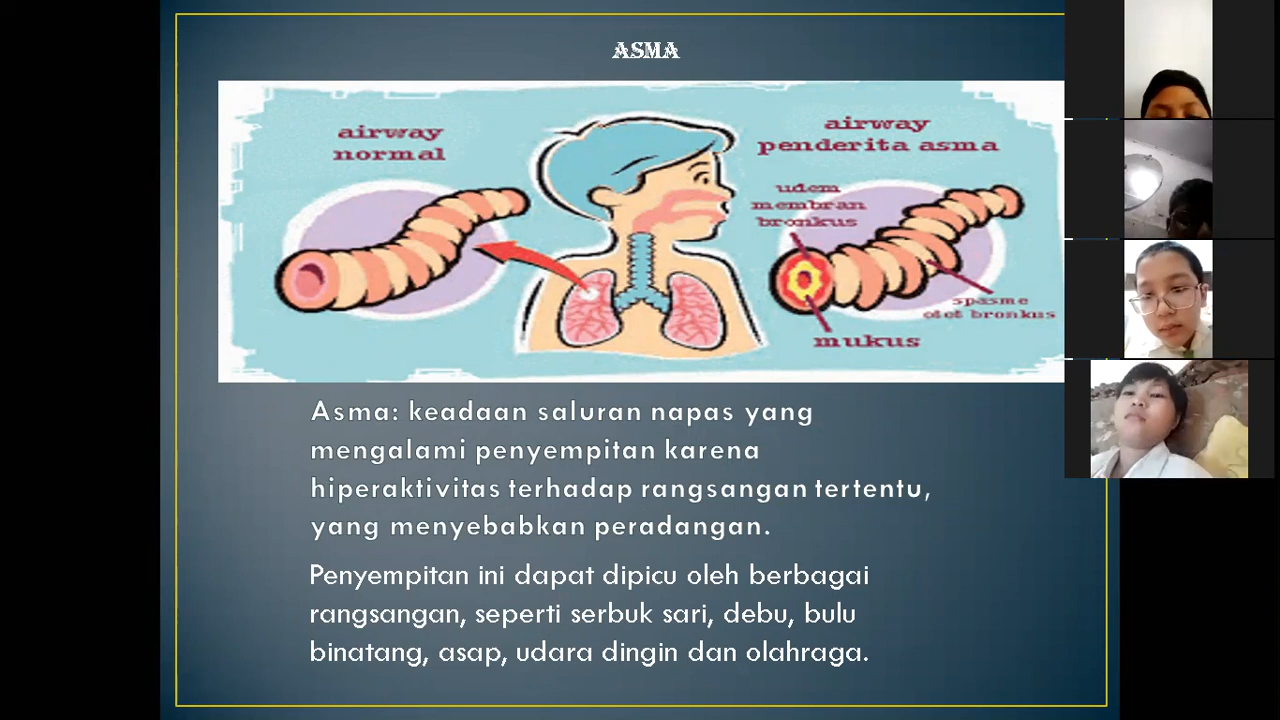 ASMA
airway
normal
airway
penderita asma
udem
membran
bronkus
spasme
otot bronkus
mukus
Asma: keadaan saluran napas yang
mengalami penyempitan karena
hiperaktivitas terhadap rangsangan tertentu,
yang menyebabkan peradangan.
Penyempitan ini dapat dipicu oleh berbagai
rangsangan, seperti serbuk sari, debu, bulu
binatang, asap, udara dingin dan olahraga.